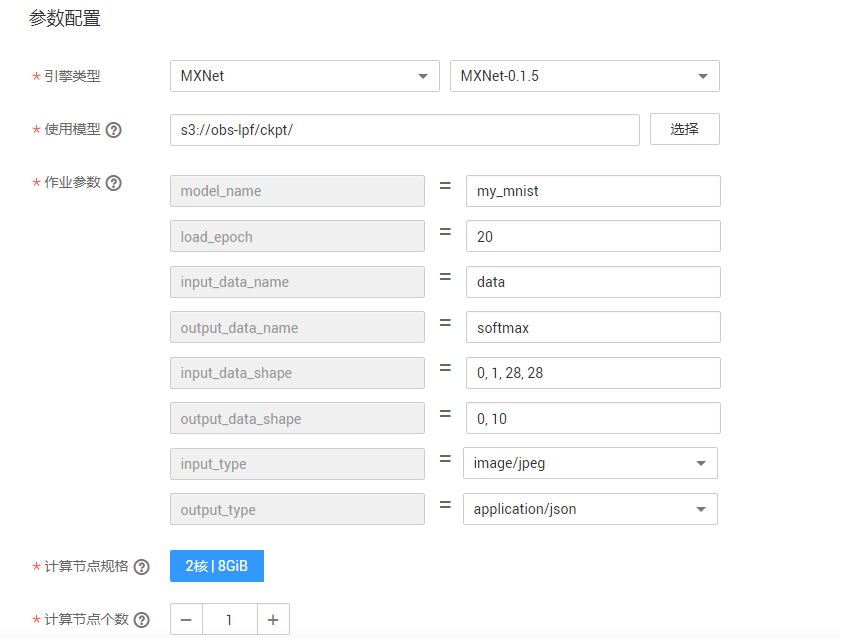 参数配置
* 引擎类型 MXNet MXNet-0.1.5
* 使用模型 ? s3://obs-lpf/ckpt/ 选择
* 作业参数 ? model_name = my_mnist
load_epoch = 20
input_data_name = data
output_data_name = softmax
input_data_shape = 0, 1, 28, 28
output_data_shape = 0, 10
input_type = image/jpeg
output_type = application/json
* 计算节点规格 ? 2核 | 8GiB
* 计算节点个数 ? − 1 +